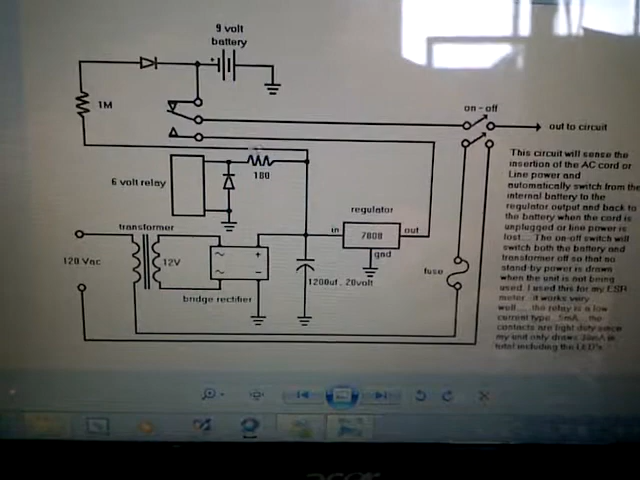 9 volt
battery
1M
on - off
out to circuit
6 volt relay
180
regulator
in
7808
out
gnd
transformer
120 Vac
12V
bridge rectifier
1200uf . 20volt
fuse
This circuit will sense the
insertion of the AC cord or
Line power and
automatically switch from the
internal battery to the
regulator output and back to
the battery when the cord is
unplugged or line power is
lost.... The on-off switch will
switch both the battery and
transformer off so that no
stand-by power is drawn
when the unit is not being
used. I used this for my ESR
meter.. it works very
well..... the relay is a low
current type.. 5mA.... the
contacts are light duty since
my unit only draws mA in
total including the LED's
acer